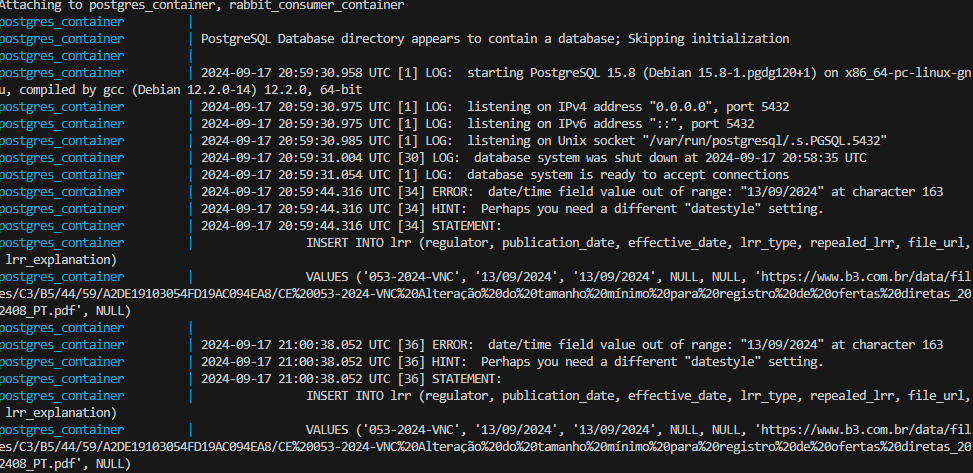 Attaching to postgres_container, rabbit_consumer_container
postgres_container |
postgres_container | PostgreSQL Database directory appears to contain a database; Skipping initialization
postgres_container |
postgres_container | 2024-09-17 20:59:30.958 UTC [1] LOG: starting PostgreSQL 15.8 (Debian 15.8-1.pgdg120+1) on x86_64-pc-linux-gn
u, compiled by gcc (Debian 12.2.0-14) 12.2.0, 64-bit
postgres_container | 2024-09-17 20:59:30.975 UTC [1] LOG: listening on IPv4 address "0.0.0.0", port 5432
postgres_container | 2024-09-17 20:59:30.975 UTC [1] LOG: listening on IPv6 address "::", port 5432
postgres_container | 2024-09-17 20:59:30.985 UTC [1] LOG: listening on Unix socket "/var/run/postgresql/.s.PGSQL.5432"
postgres_container | 2024-09-17 20:59:31.004 UTC [30] LOG: database system was shut down at 2024-09-17 20:58:35 UTC
postgres_container | 2024-09-17 20:59:31.054 UTC [1] LOG: database system is ready to accept connections
postgres_container | 2024-09-17 20:59:44.316 UTC [34] ERROR: date/time field value out of range: "13/09/2024" at character 163
postgres_container | 2024-09-17 20:59:44.316 UTC [34] HINT: Perhaps you need a different "datestyle" setting.
postgres_container | 2024-09-17 20:59:44.316 UTC [34] STATEMENT:
postgres_container | INSERT INTO lrr (regulator, publication_date, effective_date, lrr_type, repealed_lrr, file_url,
lrr_explanation)
postgres_container | VALUES ('053-2024-VNC', '13/09/2024', '13/09/2024', NULL, NULL, 'https://www.b3.com.br/data/fil
es/C3/B5/44/59/A2DE19103054FD19AC094EA8/CE%20053-2024-VNC%20Alteração%20do%20tamanho%20mínimo%20para%20registro%20de%20ofertas%20diretas_20
2408_PT.pdf', NULL)
postgres_container |
postgres_container | 2024-09-17 21:00:38.052 UTC [36] ERROR: date/time field value out of range: "13/09/2024" at character 163
postgres_container | 2024-09-17 21:00:38.052 UTC [36] HINT: Perhaps you need a different "datestyle" setting.
postgres_container | 2024-09-17 21:00:38.052 UTC [36] STATEMENT:
postgres_container | INSERT INTO lrr (regulator, publication_date, effective_date, lrr_type, repealed_lrr, file_url,
lrr_explanation)
postgres_container | VALUES ('053-2024-VNC', '13/09/2024', '13/09/2024', NULL, NULL, 'https://www.b3.com.br/data/fil
es/C3/B5/44/59/A2DE19103054FD19AC094EA8/CE%20053-2024-VNC%20Alteração%20do%20tamanho%20mínimo%20para%20registro%20de%20ofertas%20diretas_20
2408_PT.pdf', NULL)